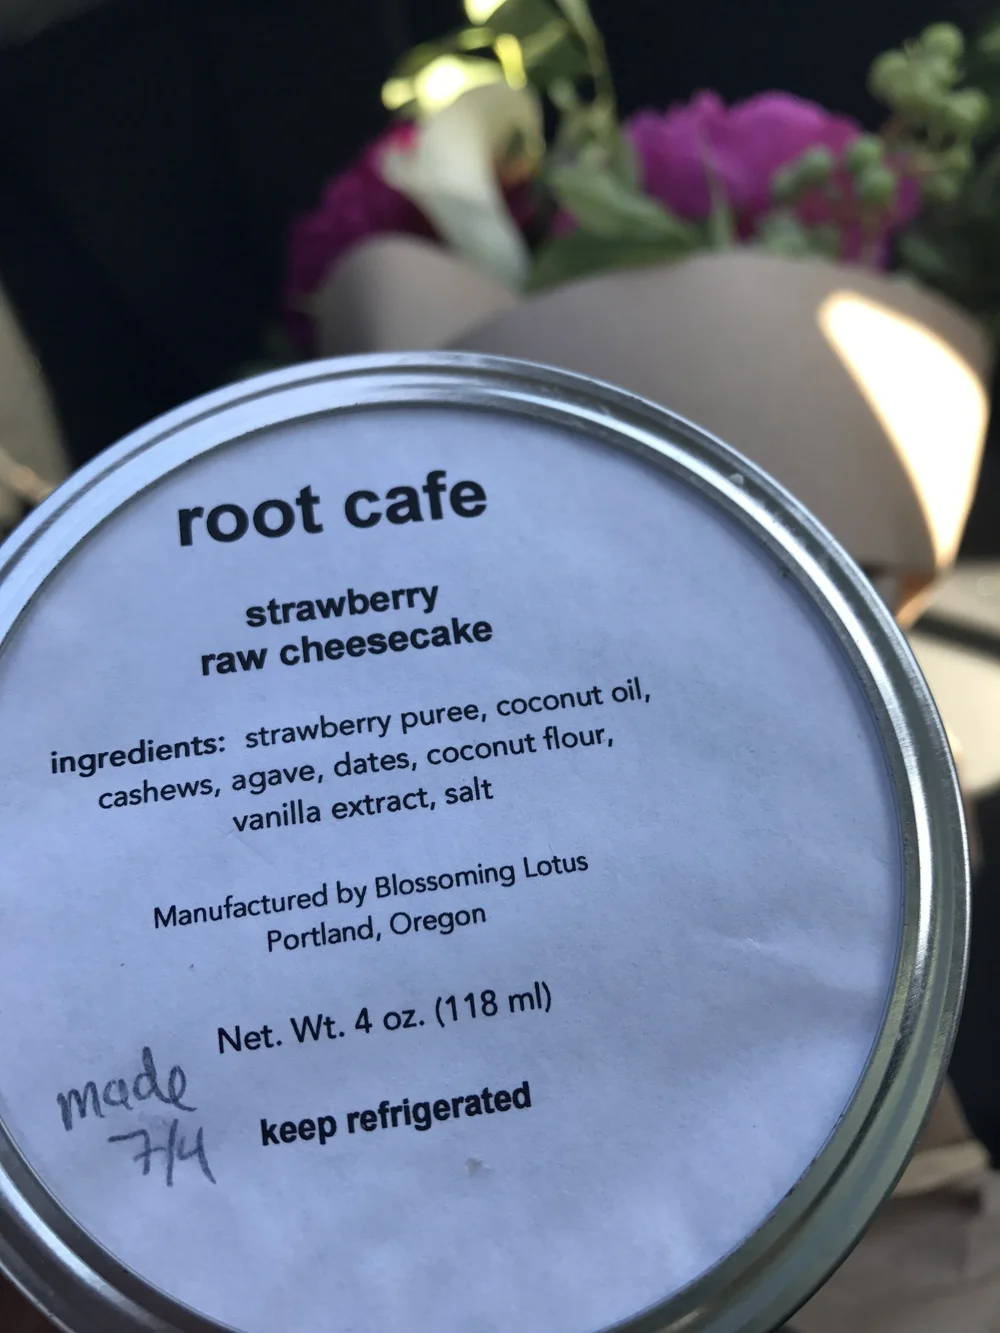 root cafe
strawberry
raw cheesecake
ingredients: strawberry puree, coconut oil,
cashews, agave, dates, coconut flour,
vanilla extract, salt
Manufactured by Blossoming Lotus
Portland, Oregon
Net. Wt. 4 oz. (118 ml)
made
7/4
keep refrigerated